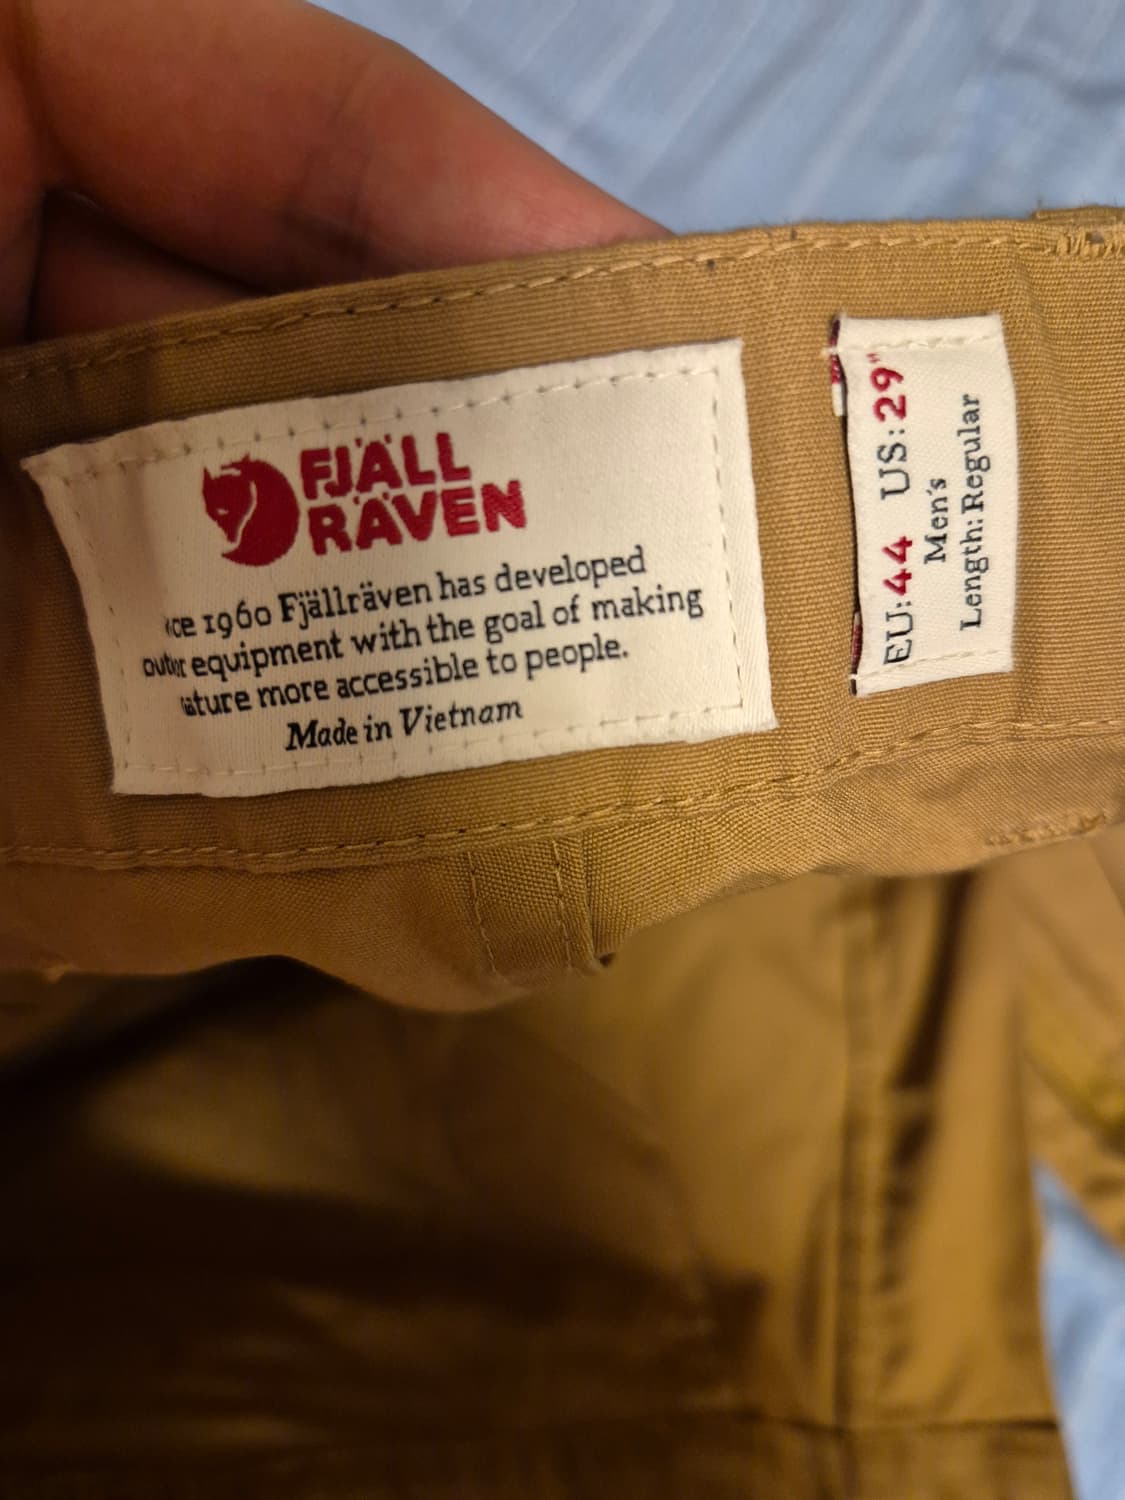 FJÄLL
RÄVEN
1960 Fjällräven has developed
equipment with the goal of making
more accessible to people.
Made in Vietnam
EU:44 US:29"
Men's
Length: Regular